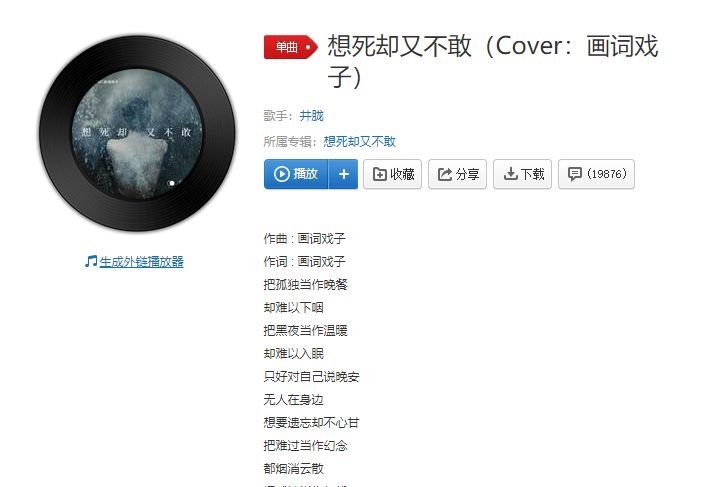 单曲
想死却又不敢（Cover：画词戏
子）
歌手：井胧
所属专辑：想死却又不敢
播放
+
收藏
分享
下载
(19876)
想死却 又不敢
生成外链播放器
作曲 : 画词戏子
作词 : 画词戏子
把孤独当作晚餐
却难以下咽
把黑夜当作温暖
却难以入眠
只好对自己说晚安
无人在身边
想要遗忘却不心甘
把难过当作幻念
都烟消云散